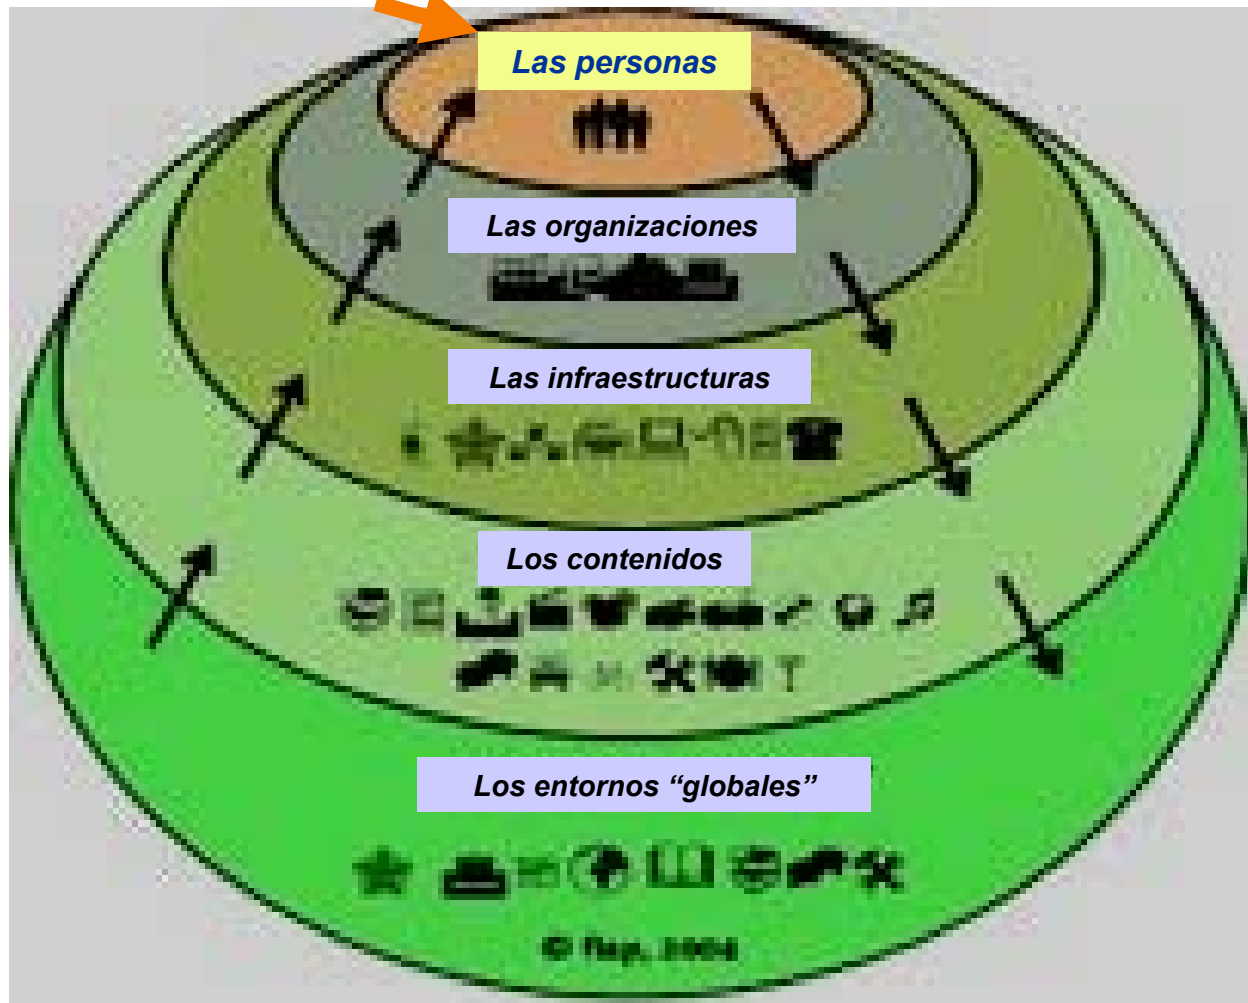 Las personas
Las organizaciones
Las infraestructuras
Los contenidos
Los entornos “globales”